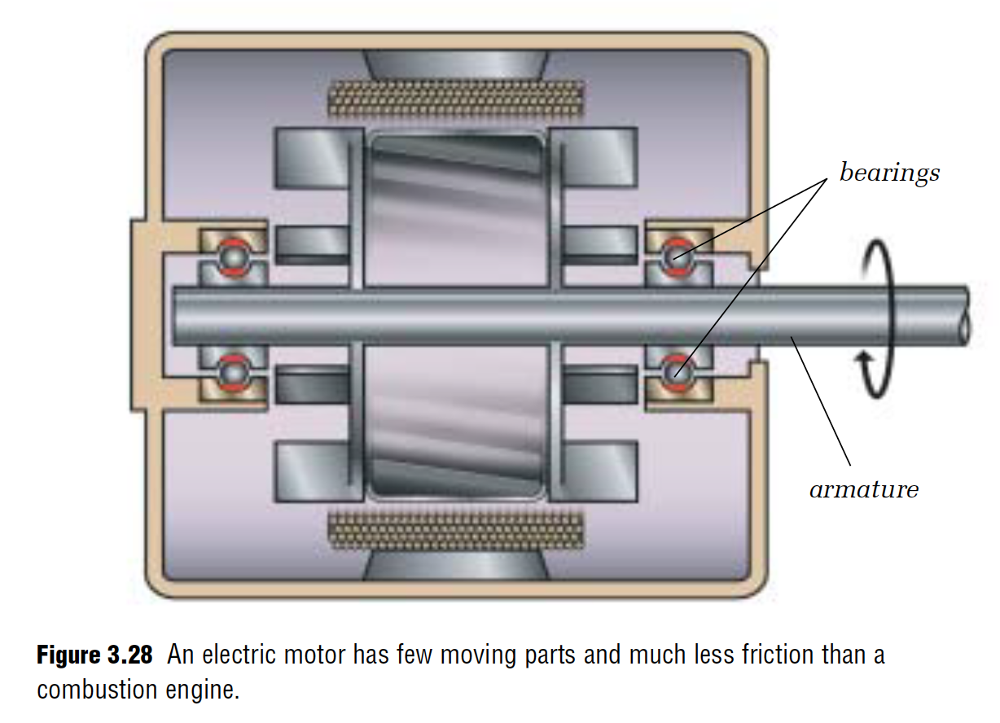 bearings
armature
Figure 3.28 An electric motor has few moving parts and much less friction than a
combustion engine.